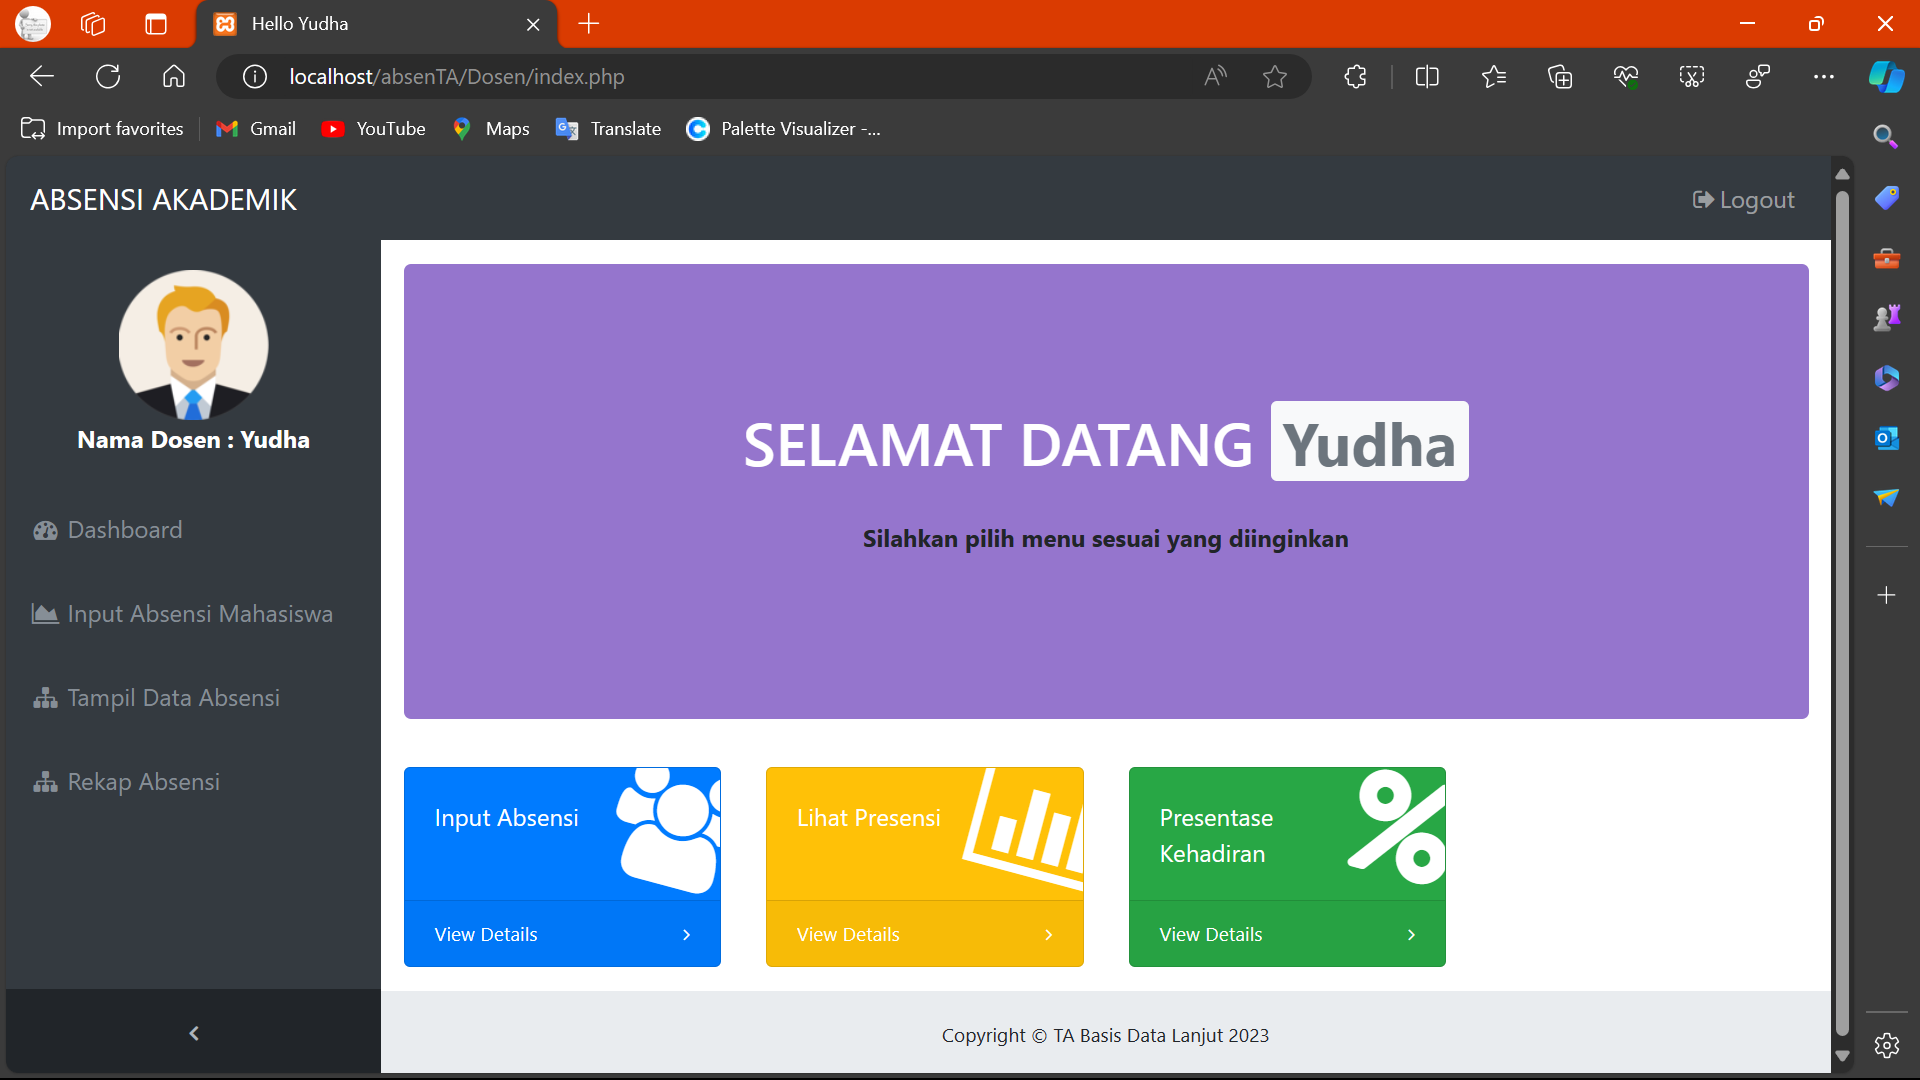 Hello Yudha
localhost/absenTA/Dosen/index.php
Import favorites
Gmail
YouTube
Maps
Translate
Palette Visualizer -...
ABSENSI AKADEMIK
Logout
Nama Dosen : Yudha
Dashboard
Input Absensi Mahasiswa
Tampil Data Absensi
Rekap Absensi
SELAMAT DATANG Yudha
Silahkan pilih menu sesuai yang diinginkan
Input Absensi
View Details
Lihat Presensi
View Details
Presentase
Kehadiran
View Details
Copyright © TA Basis Data Lanjut 2023